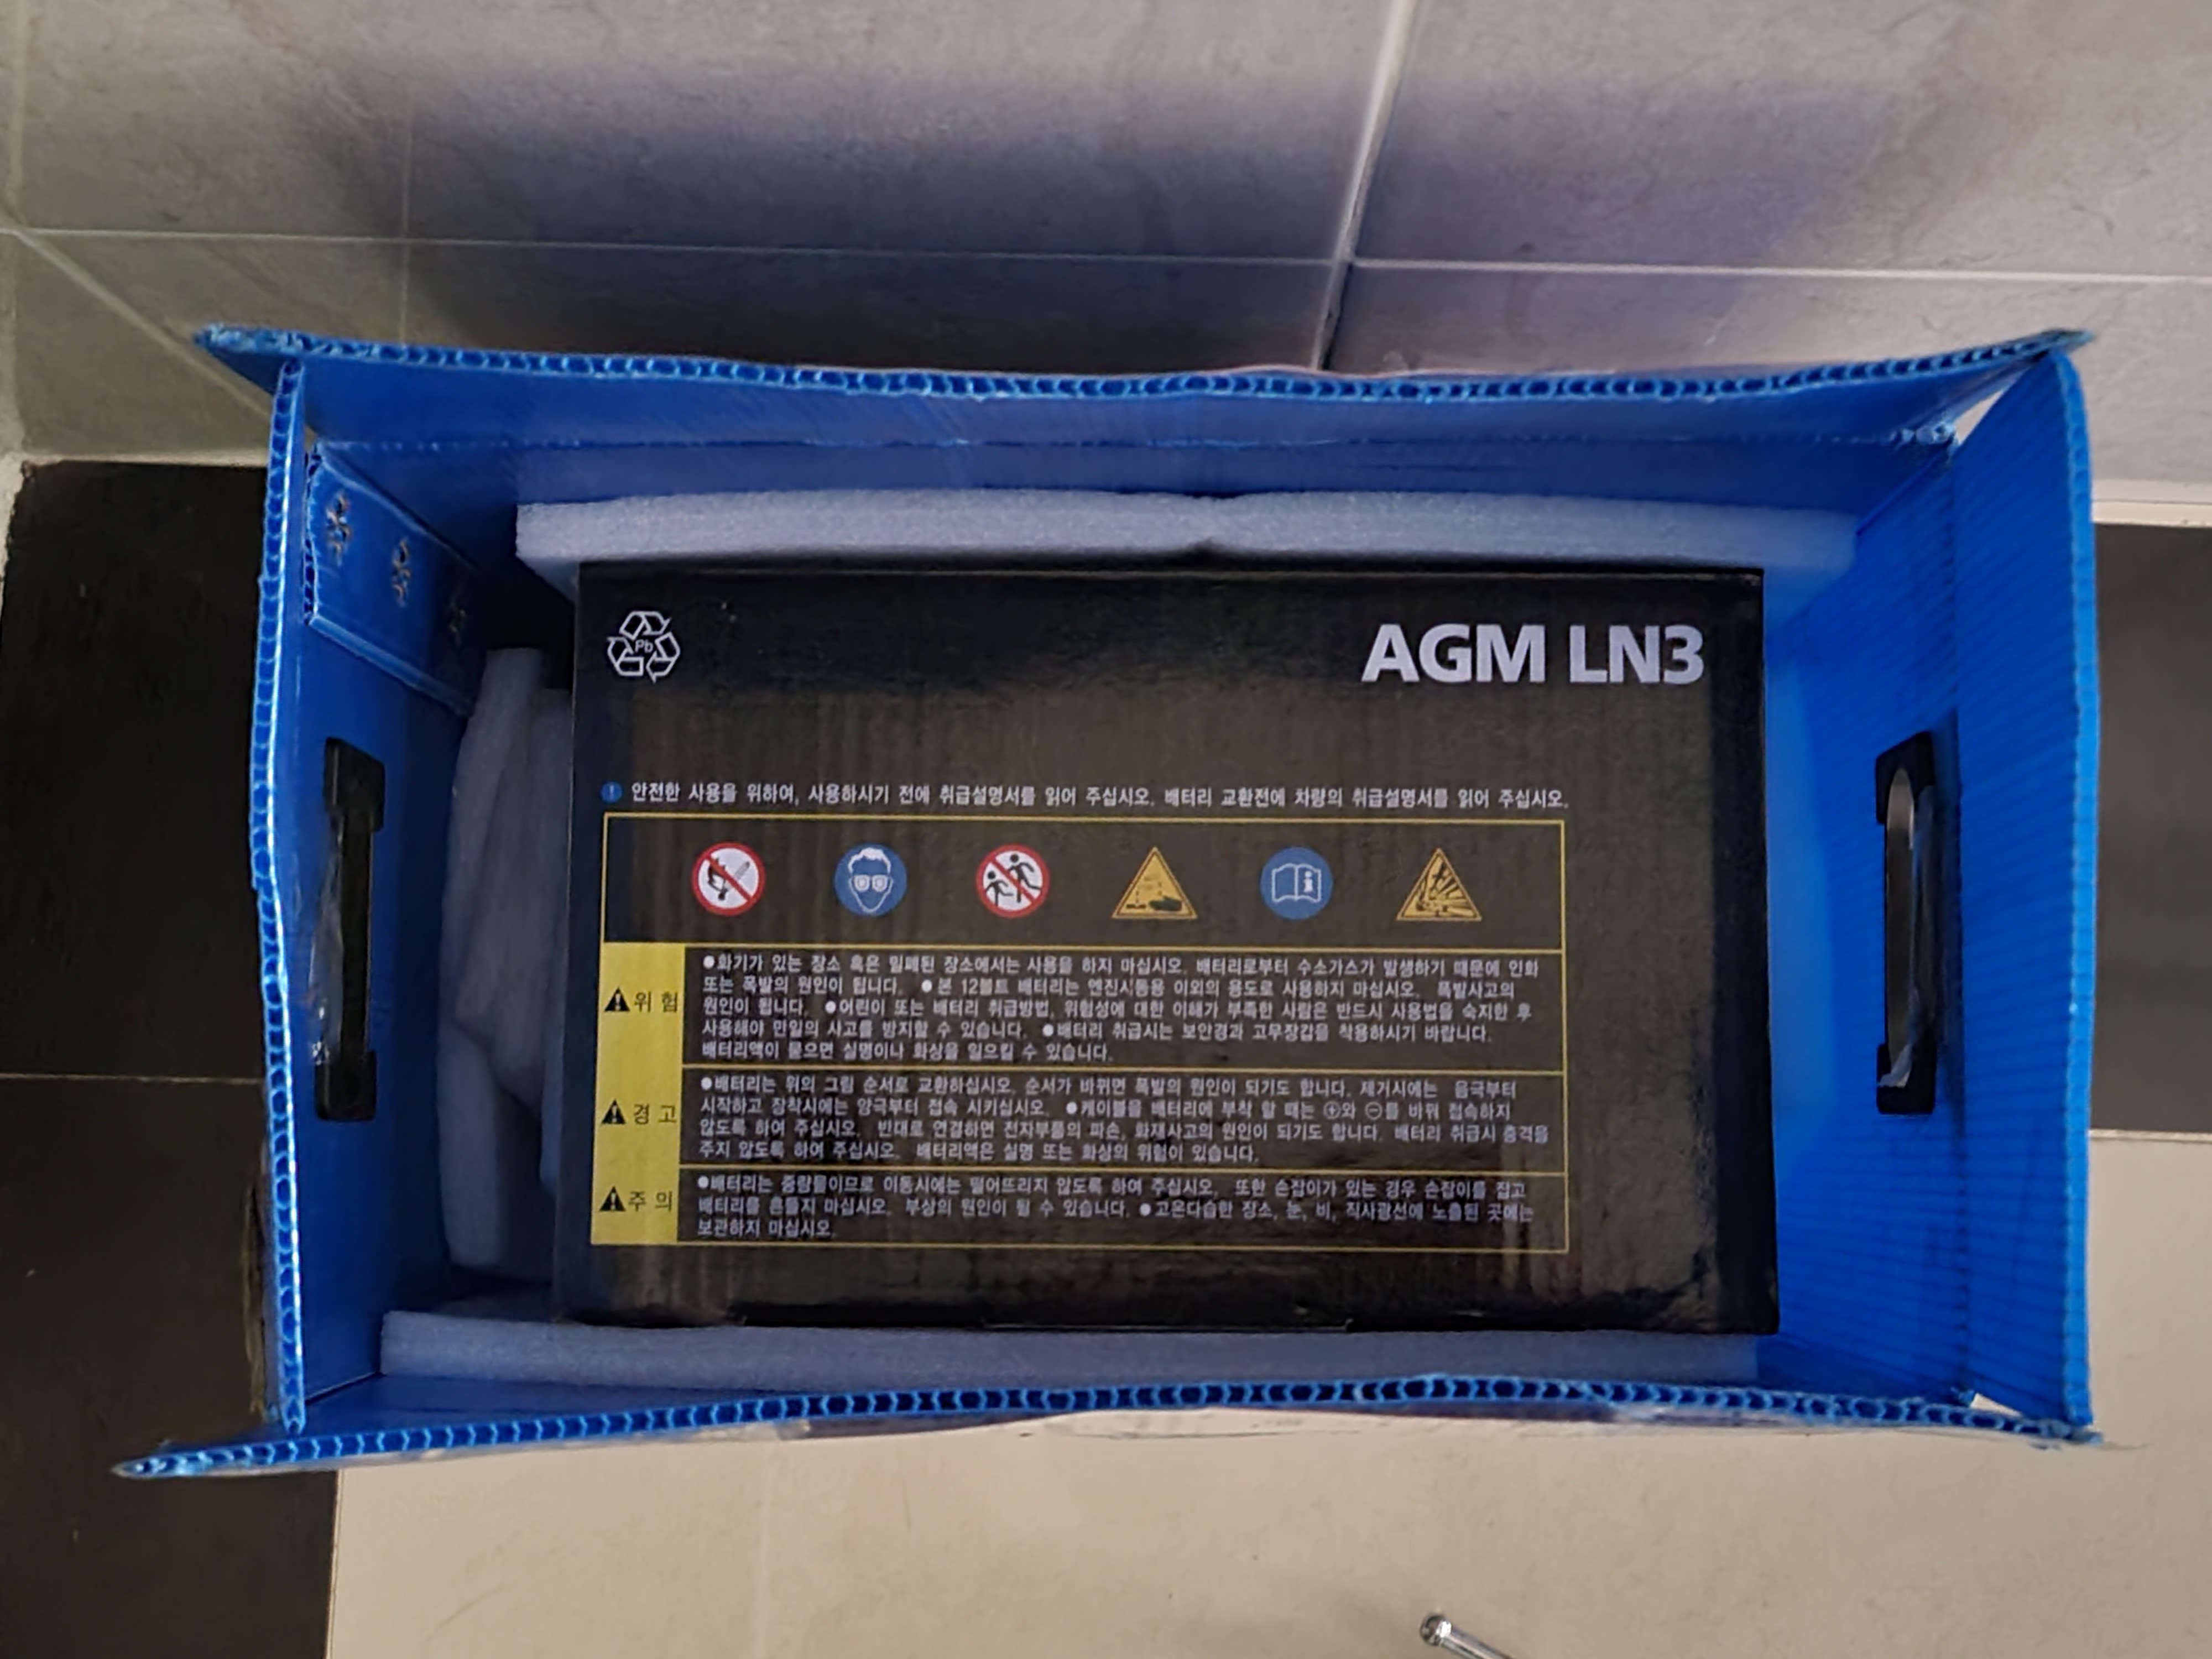 Pb
AGM LN3
! 안전한 사용을 위하여, 사용하시기 전에 취급설명서를 읽어 주십시오. 배터리 교환전에 차량의 취급설명서를 읽어 주십시오.
위 험
●화기가 있는 장소 혹은 밀폐된 장소에서는 사용을 하지 마십시오. 배터리로부터 수소가스가 발생하기 때문에 인화
또는 폭발의 원인이 됩니다. ●본 12볼트 배터리는 엔진시동용 이외의 용도로 사용하지 마십시오. 폭발사고의
원인이 됩니다. ●어린이 또는 배터리 취급방법, 위험성에 대한 이해가 부족한 사람은 반드시 사용법을 숙지한 후
사용해야 만일의 사고를 방지할 수 있습니다. ●배터리 취급시는 보안경과 고무장갑을 착용하시기 바랍니다.
배터리액이 묻으면 실명이나 화상을 일으킬 수 있습니다.
경 고
●배터리는 위의 그림 순서로 교환하십시오. 순서가 바뀌면 폭발의 원인이 되기도 합니다. 제거시에는 음극부터
시작하고 장착시에는 양극부터 접속 시키십시오. ●케이블을 배터리에 부착 할 때는 ⊕와 ⊖를 바꿔 접속하지
않도록 하여 주십시오. 반대로 연결하면 전자부품의 파손, 화재사고의 원인이 되기도 합니다. 배터리 취급시 충격을
주지 않도록 하여 주십시오. 배터리액은 실명 또는 화상의 위험이 있습니다.
주 의
●배터리는 중량물이므로 이동시에는 떨어뜨리지 않도록 하여 주십시오. 또한 손잡이가 있는 경우 손잡이를 잡고
배터리를 흔들지 마십시오. 부상의 원인이 될 수 있습니다. ●고온다습한 장소, 눈, 비, 직사광선에 노출된 곳에는
보관하지 마십시오.